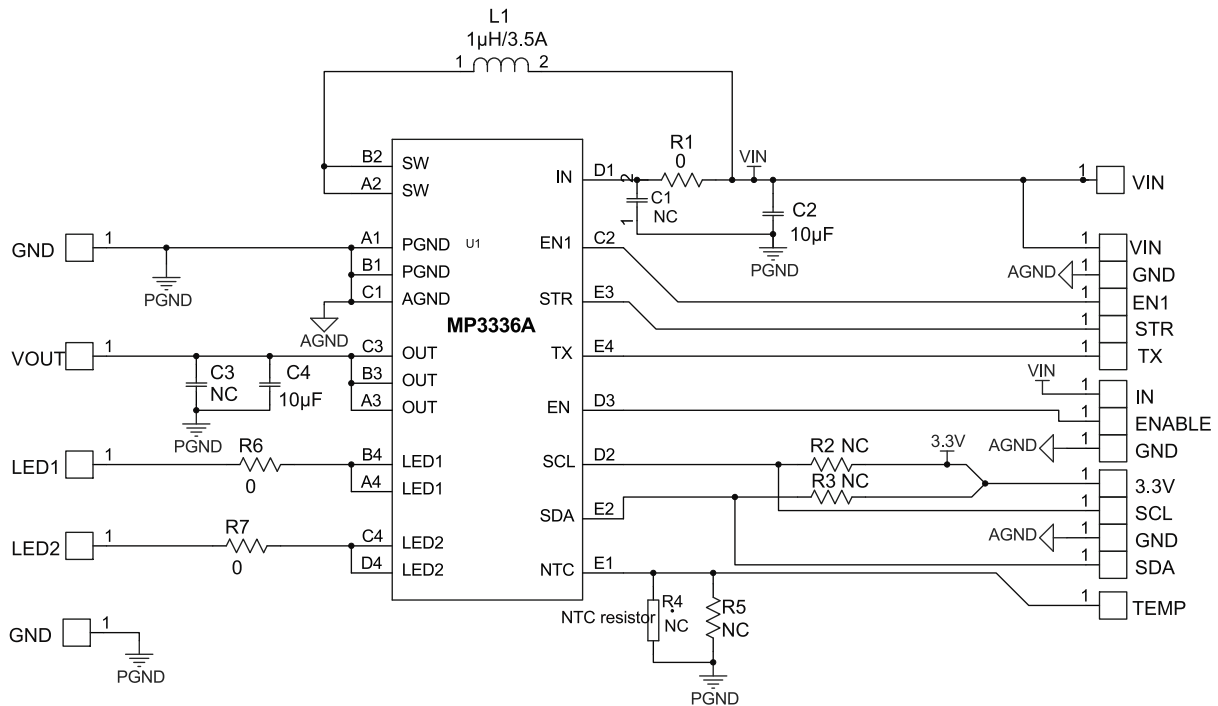 L1
1µH/3.5A
1 2
B2 SW
A2 SW
GND 1
A1 PGND
B1 PGND
C1 AGND
PGND
AGND
U1
MP3336A
VOUT 1
C3 OUT
B3 OUT
A3 OUT
C3
NC
C4
10µF
PGND
LED1 1
R6
0
B4 LED1
A4 LED1
LED2 1
R7
0
C4 LED2
D4 LED2
GND 1
PGND
IN D1
R1
0
VIN
2
C1
NC
1
C2
10µF
PGND
EN1 C2
STR E3
TX E4
EN D3
SCL D2
SDA E2
NTC E1
R2 NC
R3 NC
3.3V
NTC resistor
R4
NC
R5
NC
PGND
1 VIN
1 VIN
AGND 1 GND
1 EN1
1 STR
1 TX
VIN
1 IN
1 ENABLE
AGND 1 GND
1 3.3V
1 SCL
AGND 1 GND
1 SDA
1 TEMP